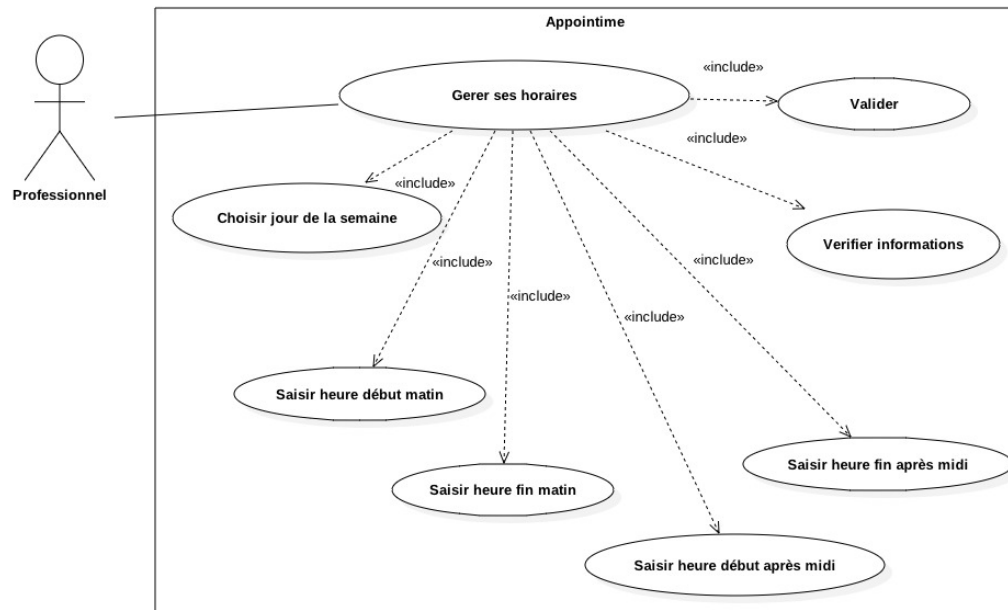 Appointime
«include»
Gerer ses horaires
Valider
«include»
Professionnel
«include»
Choisir jour de la semaine
Verifier informations
«include»
«include»
«include»
«include»
Saisir heure début matin
Saisir heure fin après midi
Saisir heure fin matin
Saisir heure début après midi